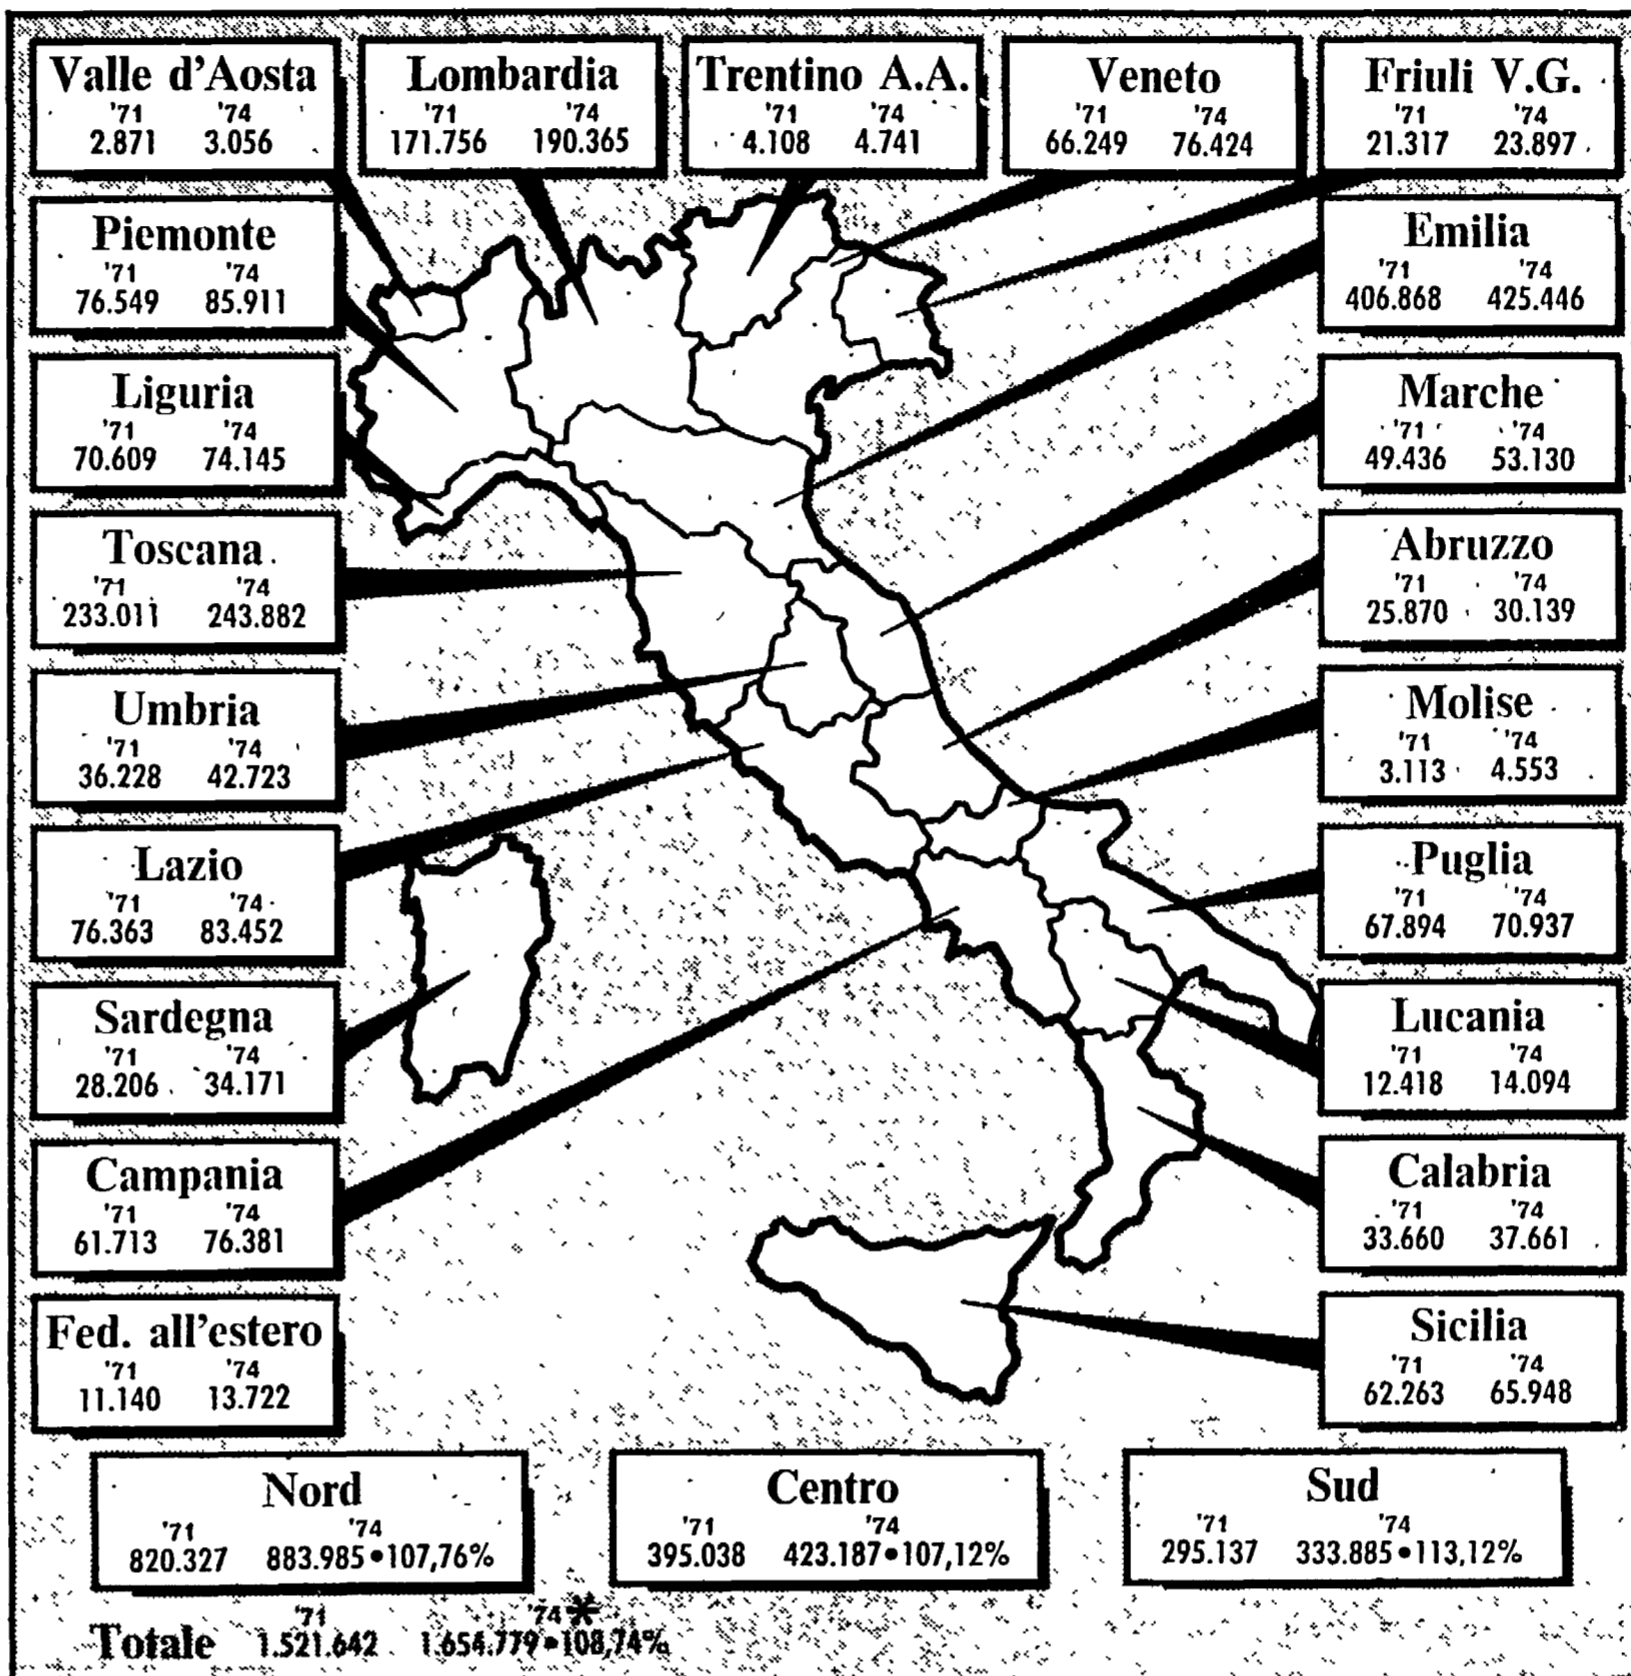 Valle d'Aosta
'71 '74
2.871 3.056
Lombardia
'71 '74
171.756 190.365
Trentino A.A.
'71 '74
4.108 4.741
Veneto
'71 '74
66.249 76.424
Friuli V.G.
'71 '74
21.317 23.897
Piemonte
'71 '74
76.549 85.911
Emilia
'71 '74
406.868 425.446
Liguria
'71 '74
70.609 74.145
Marche
'71 '74
49.436 53.130
Toscana
'71 '74
233.011 243.882
Abruzzo
'71 '74
25.870 30.139
Umbria
'71 '74
36.228 42.723
Molise
'71 '74
3.113 4.553
Lazio
'71 '74
76.363 83.452
Puglia
'71 '74
67.894 70.937
Sardegna
'71 '74
28.206 34.171
Lucania
'71 '74
12.418 14.094
Campania
'71 '74
61.713 76.381
Calabria
'71 '74
33.660 37.661
Fed. all'estero
'71 '74
11.140 13.722
Sicilia
'71 '74
62.263 65.948
Nord
'71 '74
820.327 883.985•107,76%
Centro
'71 '74
395.038 423.187•107,12%
Sud
'71 '74
295.137 333.885•113,12%
'71 '74*
Totale 1.521.642 1.654.779•108,74%